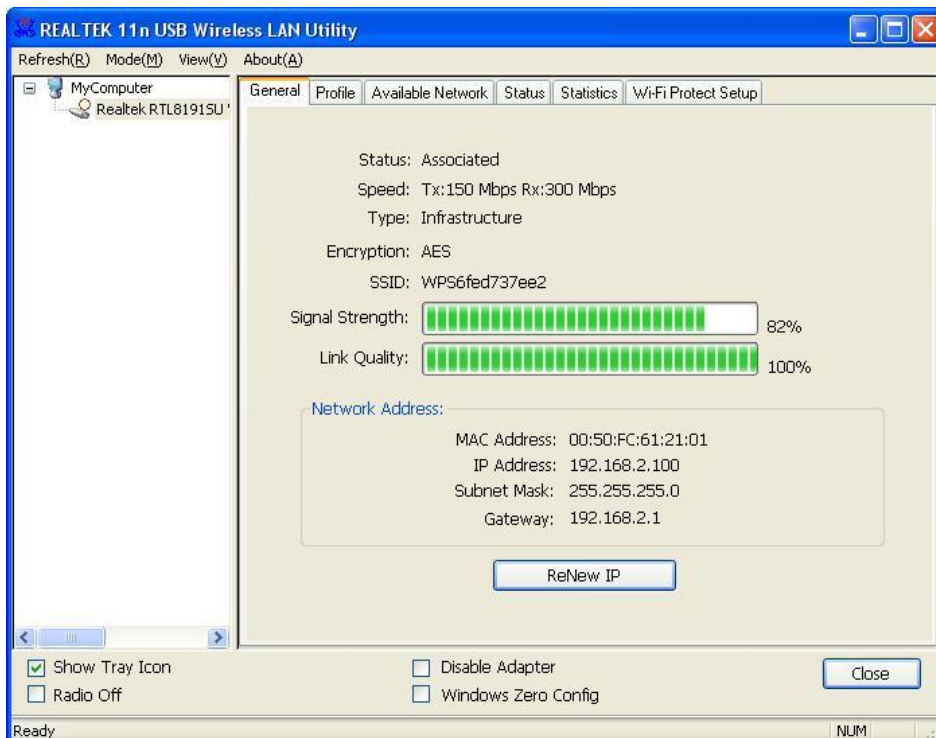 REALTEK 11n USB Wireless LAN Utility
Refresh(R) Mode(M) View(V) About(A)
MyComputer
Realtek RTL8191SU '
General Profile Available Network Status Statistics Wi-Fi Protect Setup
Status: Associated
Speed: Tx:150 Mbps Rx:300 Mbps
Type: Infrastructure
Encryption: AES
SSID: WPS6fed737ee2
Signal Strength: 82%
Link Quality: 100%
Network Address:
MAC Address: 00:50:FC:61:21:01
IP Address: 192.168.2.100
Subnet Mask: 255.255.255.0
Gateway: 192.168.2.1
ReNew IP
Show Tray Icon Disable Adapter
Close
Radio Off Windows Zero Config
Ready NUM